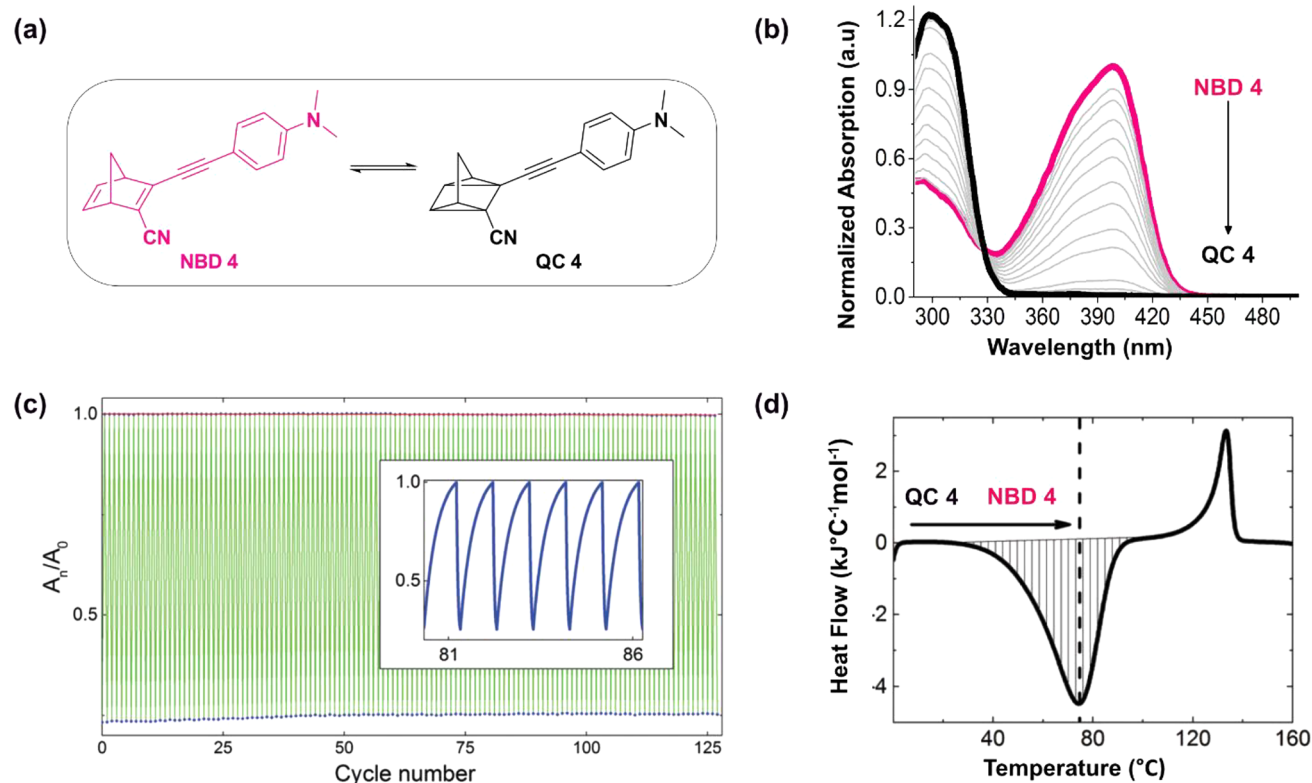 (a)
N
CN
NBD 4
N
CN
QC 4
(b)
Normalized Absorption (a.u)
1.2
0.9
0.6
0.3
0.0
NBD 4
QC 4
300 330 360 390 420 450 480
Wavelength (nm)
(c)
An/A0
1.0
0.5
1.0
0.5
81 86
0 25 50 75 100 125
Cycle number
(d)
Heat Flow (kJ°C-1mol-1)
2
0
-2
-4
QC 4 NBD 4
40 80 120 160
Temperature (°C)